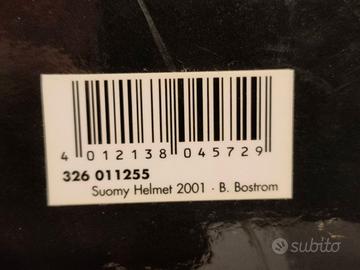 4 012138 045729
326 011255
Suomy Helmet 2001 · B. Bostrom
subito